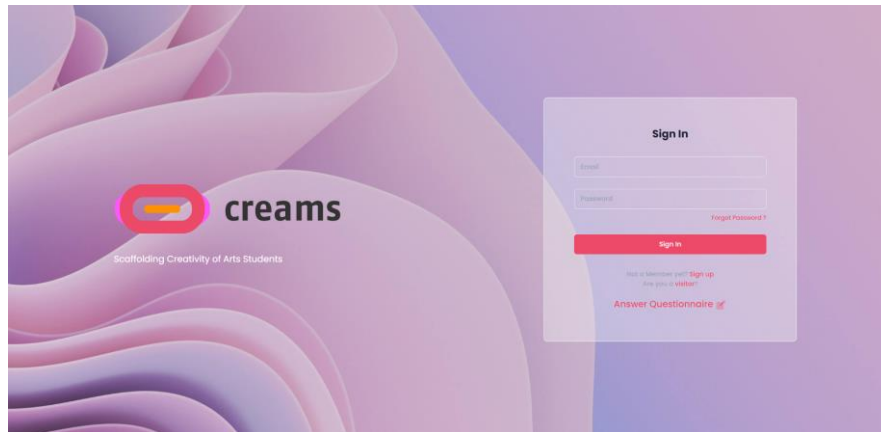 creams
Scaffolding Creativity of Arts Students
Sign In
Email
Password
Forgot Password ?
Sign In
Not a Member yet? Sign up
Are you a visitor?
Answer Questionnaire